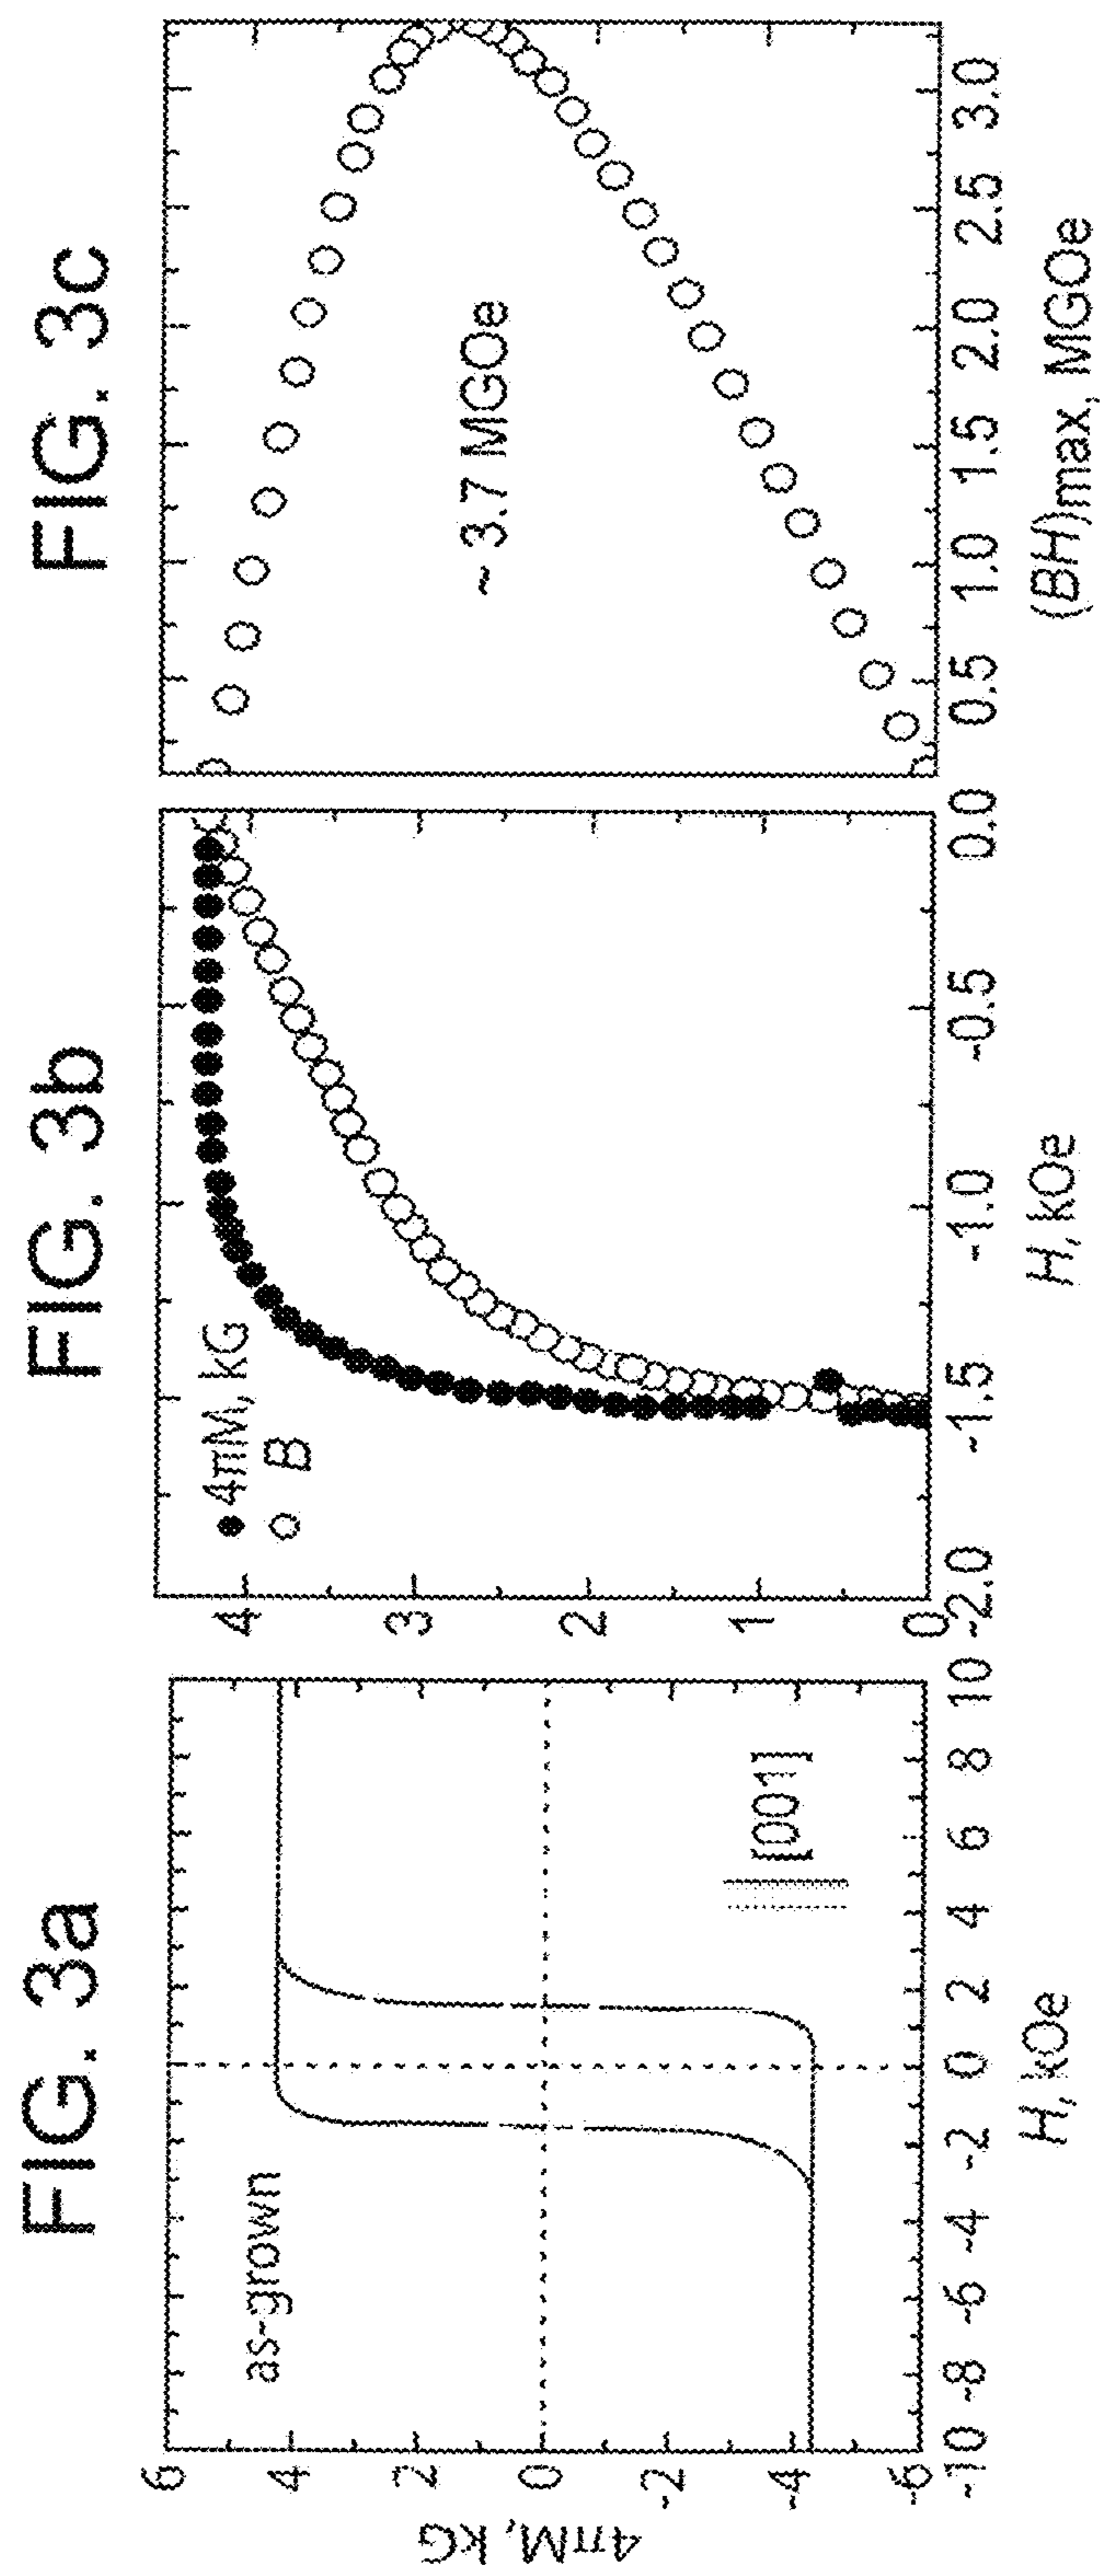 FIG. 3a
6
4
2
0
-2
-4
-6
4πM, kG
as-grown
[001]
-10 -8 -6 -4 -2 0 2 4 6 8 10
H, kOe
FIG. 3b
4
3
2
1
0
4πM, kG
B
-2.0 -1.5 -1.0 -0.5 0.0
H, kOe
FIG. 3c
~ 3.7 MGOe
0.5 1.0 1.5 2.0 2.5 3.0
(BH)max, MGOe